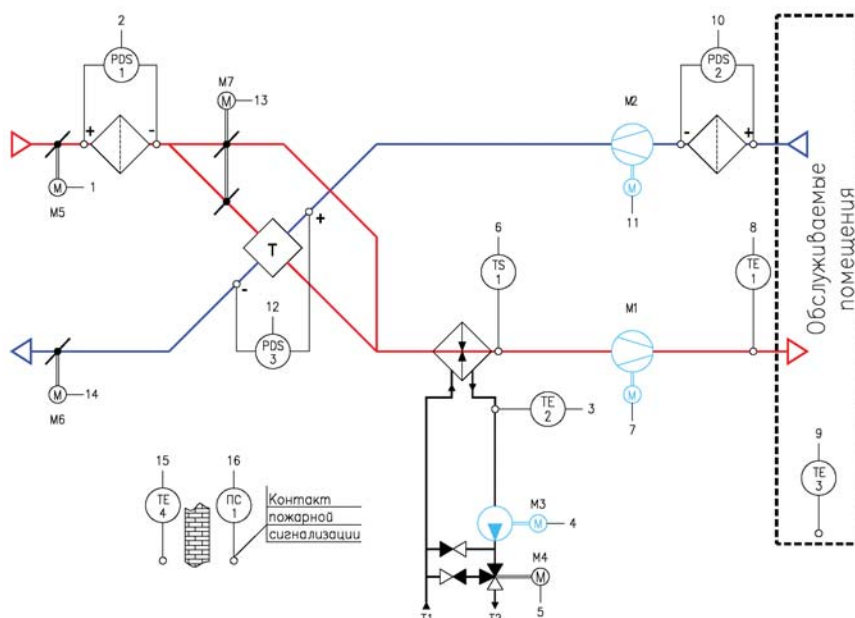 2
10
PDS
1
M7
M
13
PDS
2
M2
+
-
-
+
M
1
M5
M
11
+
T
6
8
-
TS
1
TE
1
12
M1
PDS
3
M
14
M6
TE
2
3
M
7
9
TE
3
Обслуживаемые
помещения
15
16
TE
4
ПС
1
Контакт
пожарной
сигнализации
M3
M
4
M4
M
5
T1
T2